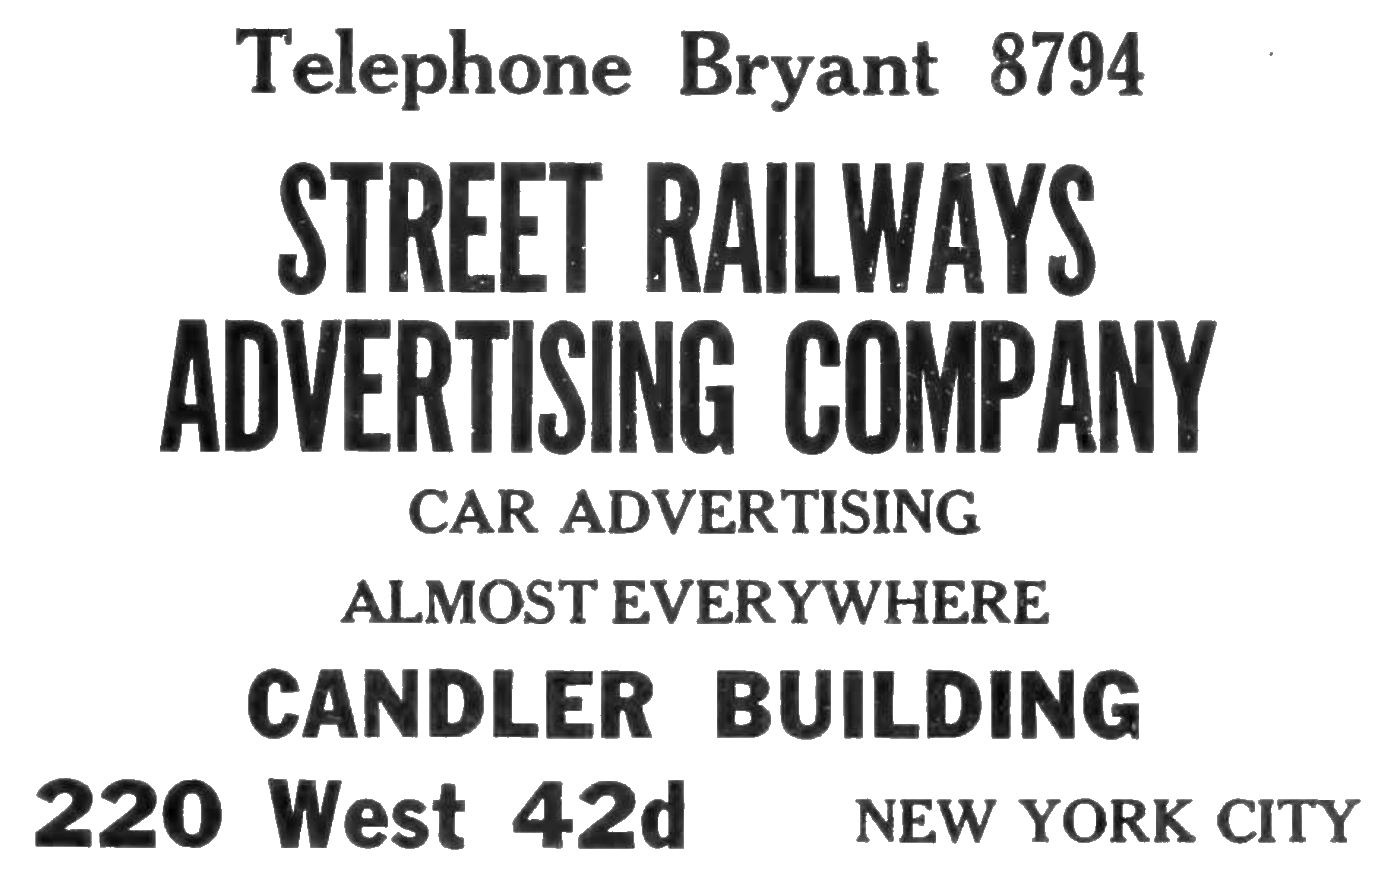 Telephone Bryant 8794
STREET RAILWAYS
ADVERTISING COMPANY
CAR ADVERTISING
ALMOST EVERYWHERE
CANDLER BUILDING
220 West 42d NEW YORK CITY